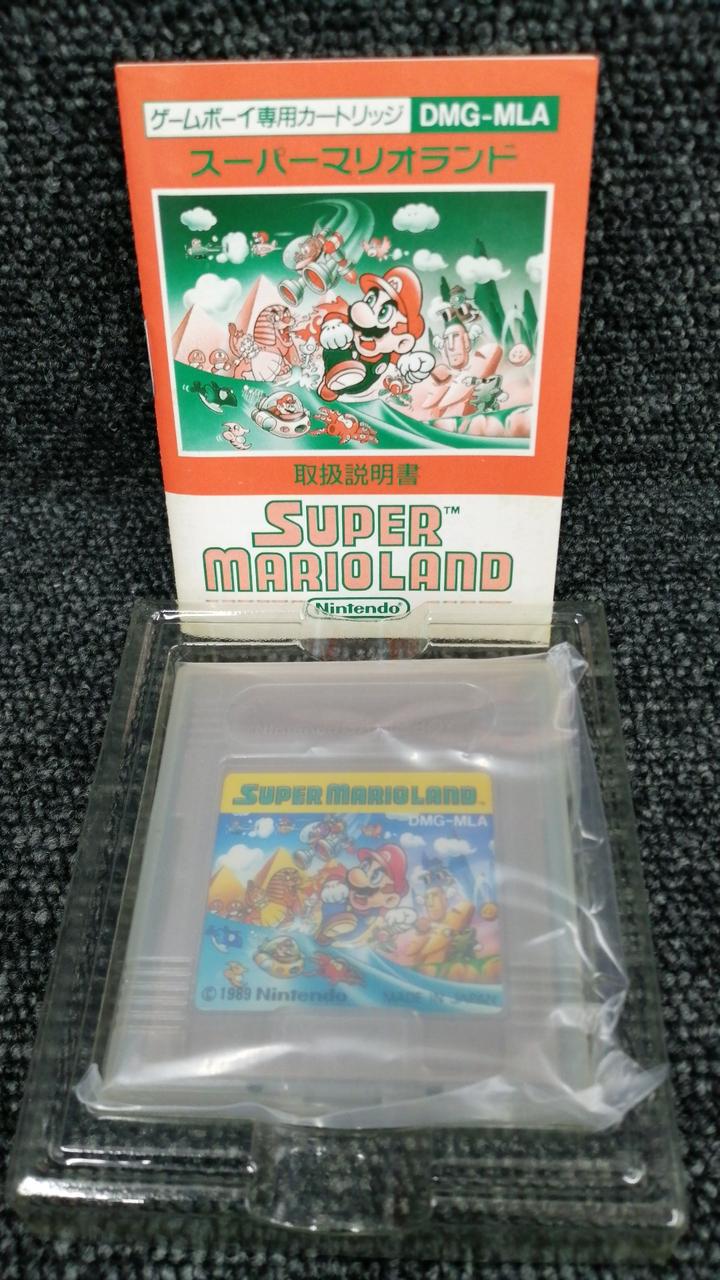 ゲームボーイ専用カートリッジ DMG-MLA
スーパーマリオランド
取扱説明書
SUPER™
MARIOLAND
Nintendo®
SUPER MARIOLAND™
DMG-MLA
©1989 Nintendo MADE IN JAPAN